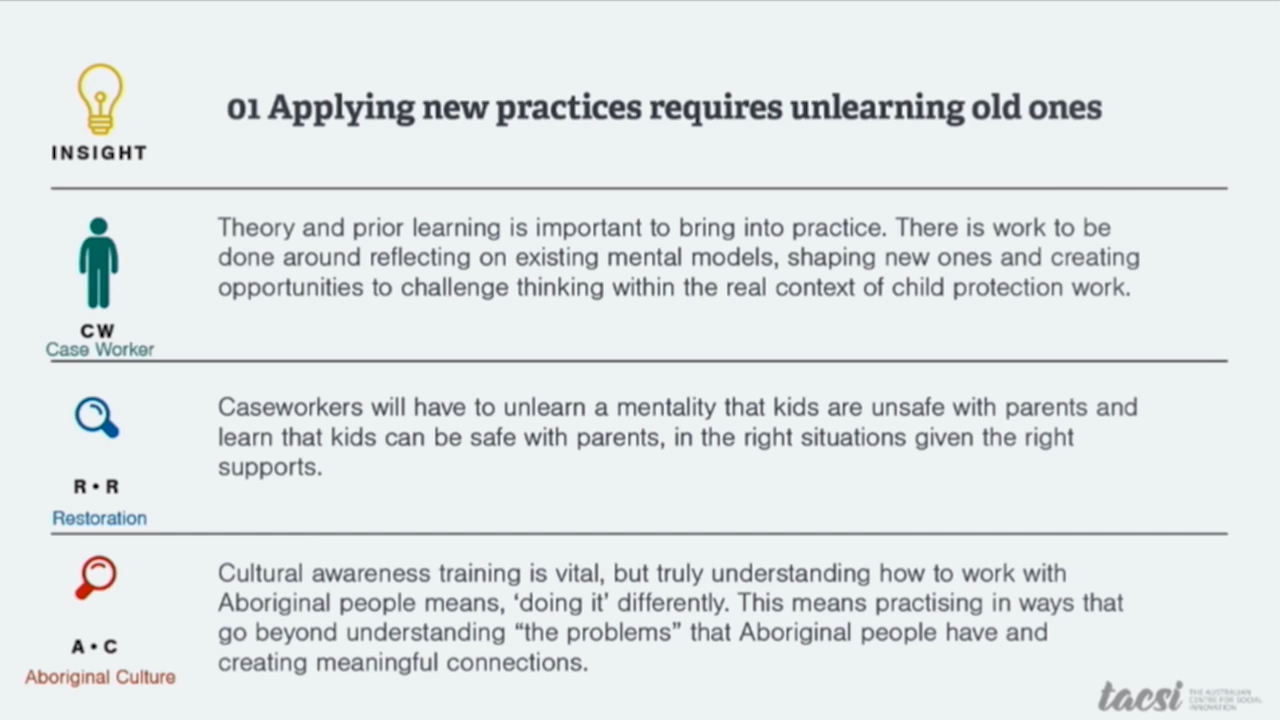 01 Applying new practices requires unlearning old ones
INSIGHT
Theory and prior learning is important to bring into practice. There is work to be
done around reflecting on existing mental models, shaping new ones and creating
opportunities to challenge thinking within the real context of child protection work.
CW
Case Worker
Caseworkers will have to unlearn a mentality that kids are unsafe with parents and
learn that kids can be safe with parents, in the right situations given the right
supports.
R • R
Restoration
Cultural awareness training is vital, but truly understanding how to work with
Aboriginal people means, ‘doing it’ differently. This means practising in ways that
go beyond understanding “the problems” that Aboriginal people have and
creating meaningful connections.
A • C
Aboriginal Culture
tacsi
THE AUSTRALIAN
CENTRE FOR SOCIAL
INNOVATION